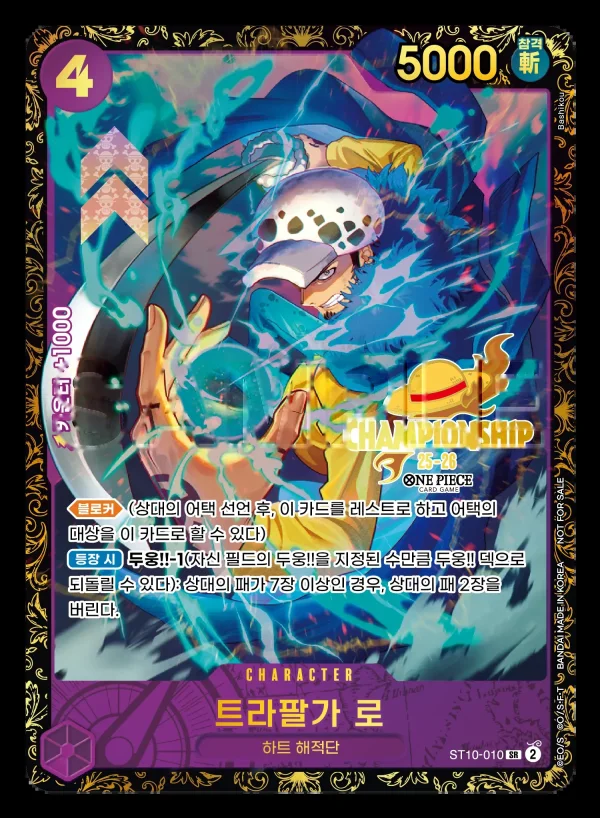 4
5000
참격
斬
Bashikou
카운터 +1000
SAMPLE
CHAMPIONSHIP
25-26
ONE PIECE
CARD GAME
블로커 (상대의 어택 선언 후, 이 카드를 레스트로 하고 어택의
대상을 이 카드로 할 수 있다)
등장 시 두웅!!-1(자신 필드의 두웅!!을 지정된 수만큼 두웅!! 덱으로
되돌릴 수 있다): 상대의 패가 7장 이상인 경우, 상대의 패 2장을
버린다.
CHARACTER
트라팔가 로
하트 해적단
ST10-010 SR 2
©E.O/S. ©O/S•F•T BANDAI MADE IN KOREA NOT FOR SALE